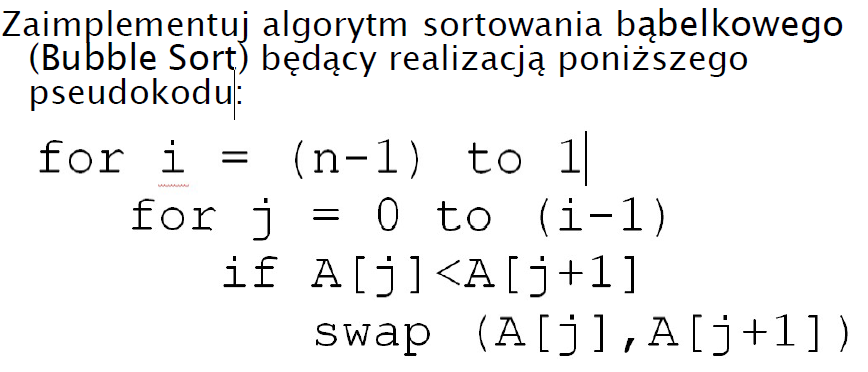 Zaimplementuj algorytm sortowania bąbelkowego
(Bubble Sort) będący realizacją poniższego
pseudokodu:
for i = (n-1) to 1
for j = 0 to (i-1)
if A[j]<A[j+1]
swap (A[j],A[j+1])